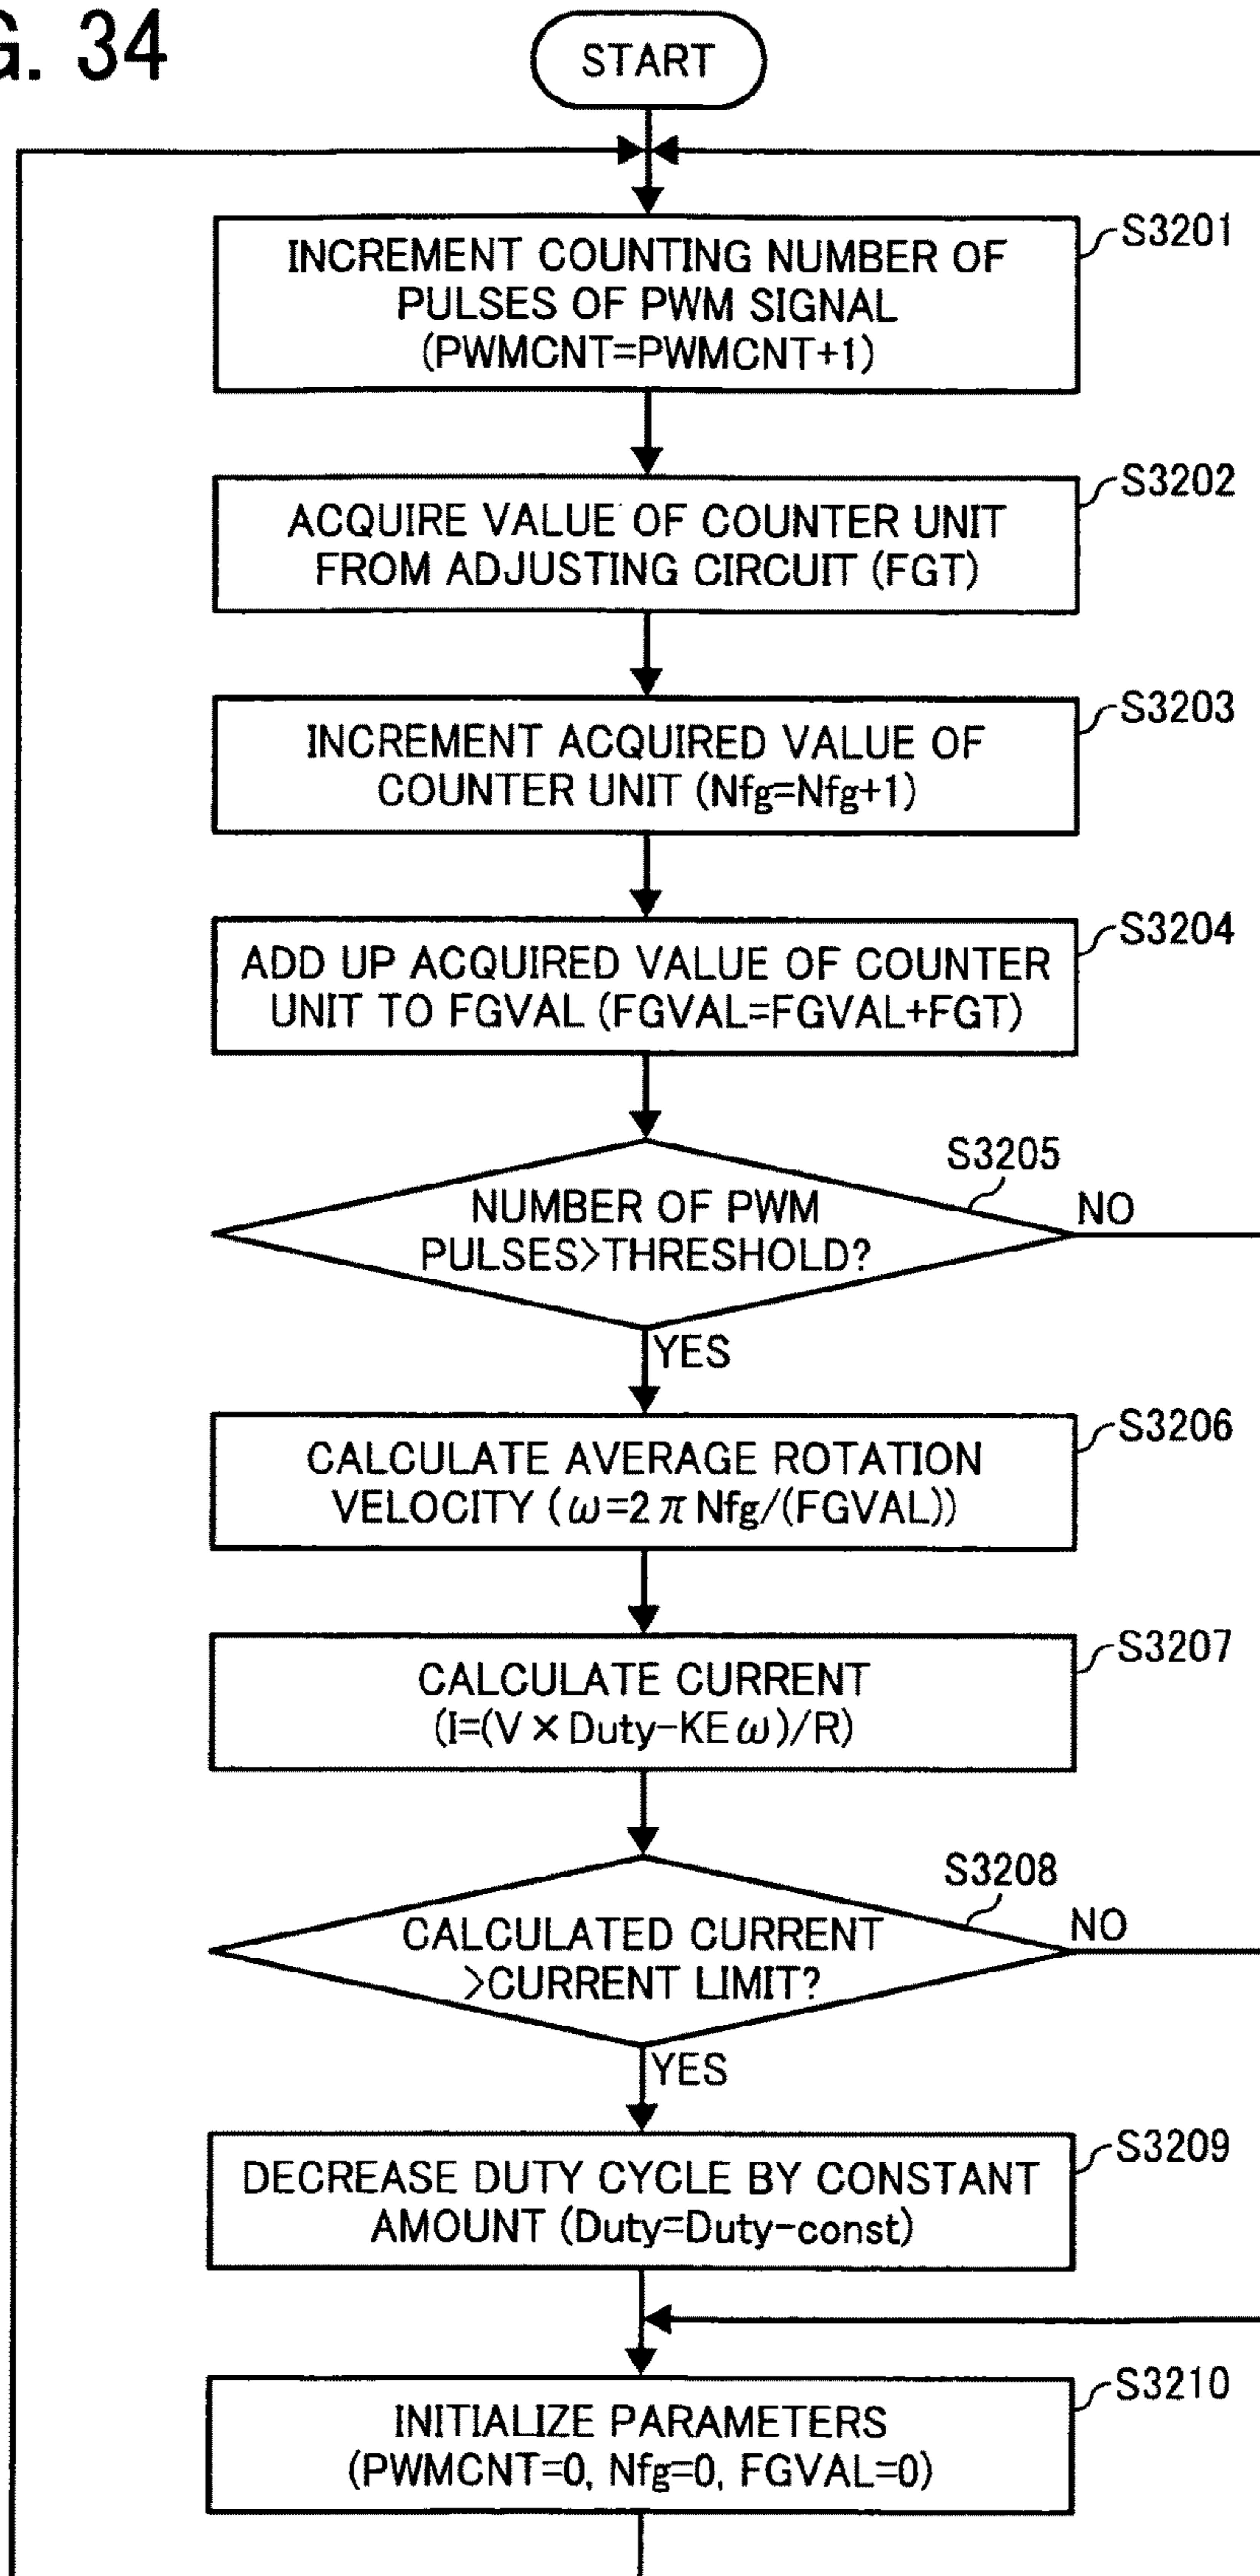 G. 34
START
S3201
INCREMENT COUNTING NUMBER OF
PULSES OF PWM SIGNAL
(PWMCNT=PWMCNT+1)
S3202
ACQUIRE VALUE OF COUNTER UNIT
FROM ADJUSTING CIRCUIT (FGT)
S3203
INCREMENT ACQUIRED VALUE OF
COUNTER UNIT (Nfg=Nfg+1)
S3204
ADD UP ACQUIRED VALUE OF COUNTER
UNIT TO FGVAL (FGVAL=FGVAL+FGT)
S3205
NUMBER OF PWM
PULSES>THRESHOLD?
NO
YES
S3206
CALCULATE AVERAGE ROTATION
VELOCITY (ω=2πNfg/(FGVAL))
S3207
CALCULATE CURRENT
(I=(V×Duty-KEω)/R)
S3208
CALCULATED CURRENT
>CURRENT LIMIT?
NO
YES
S3209
DECREASE DUTY CYCLE BY CONSTANT
AMOUNT (Duty=Duty-const)
S3210
INITIALIZE PARAMETERS
(PWMCNT=0, Nfg=0, FGVAL=0)